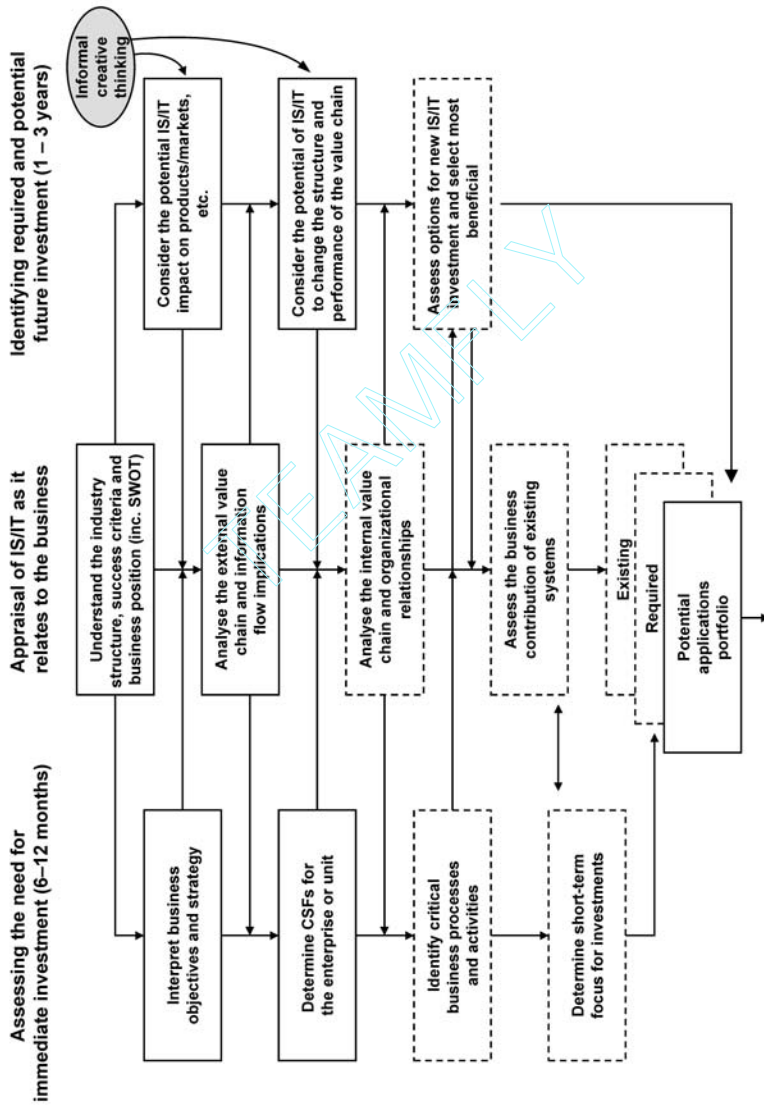 Assessing the need for
immediate investment (6–12 months)
Appraisal of IS/IT as it
relates to the business
Identifying required and potential
future investment (1 – 3 years)
Informal
creative
thinking
Understand the industry
structure, success criteria and
business position (inc. SWOT)
Interpret business
objectives and strategy
Consider the potential IS/IT
impact on products/markets,
etc.
Analyse the external value
chain and information
flow implications
Determine CSFs for
the enterprise or unit
Consider the potential of IS/IT
to change the structure and
performance of the value chain
Analyse the internal value
chain and organizational
relationships
Identify critical
business processes
and activities
Assess options for new IS/IT
investment and select most
beneficial
Assess the business
contribution of existing
systems
Determine short-term
focus for investments
Existing
Required
Potential
applications
portfolio
TEAMFLY